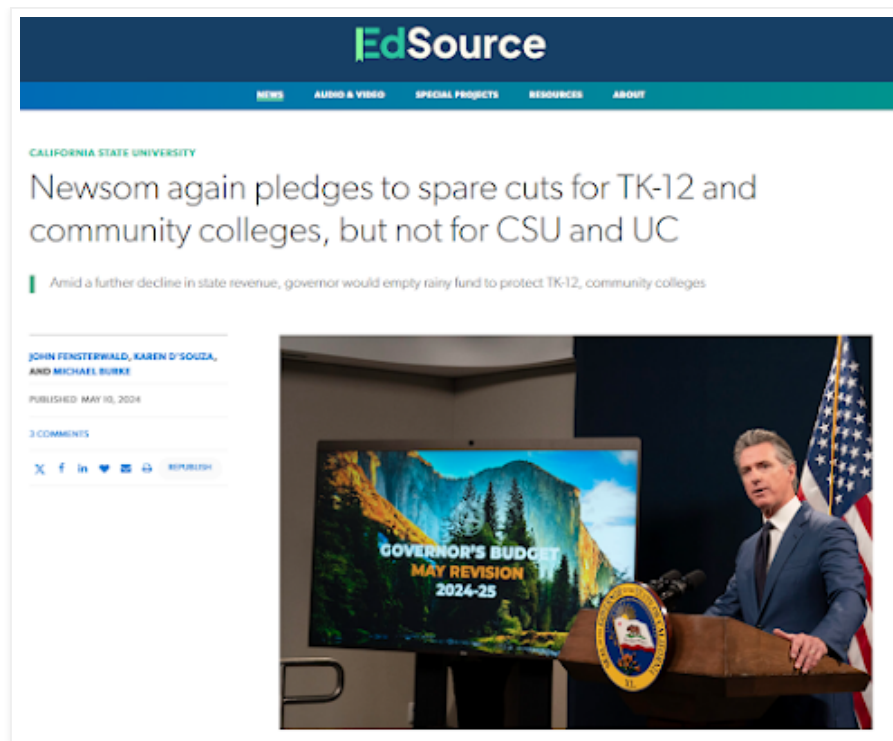 EdSource
NEWS AUDIO & VIDEO SPECIAL PROJECTS RESOURCES ABOUT
CALIFORNIA STATE UNIVERSITY
Newsom again pledges to spare cuts for TK-12 and
community colleges, but not for CSU and UC
Amid a further decline in state revenue, governor would empty rainy fund to protect TK-12, community colleges
JOHN FENSTERWALD, KAREN D'SOUZA,
AND MICHAEL BURKE
PUBLISHED MAY 10, 2024
3 COMMENTS
REPUBLISH
GOVERNOR'S BUDGET
MAY REVISION
2024-25